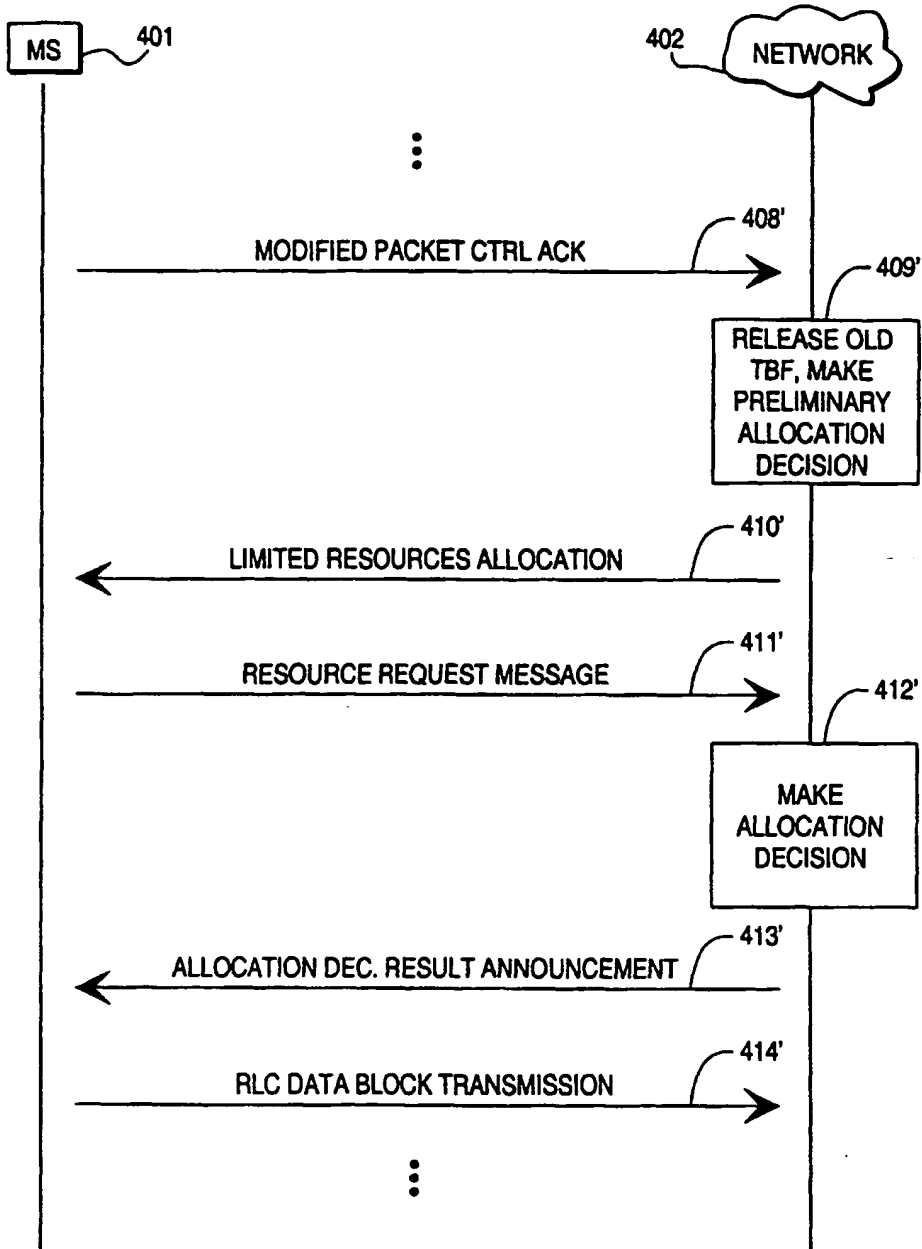 MS
401
402
NETWORK
408'
MODIFIED PACKET CTRL ACK
409'
RELEASE OLD
TBF, MAKE
PRELIMINARY
ALLOCATION
DECISION
410'
LIMITED RESOURCES ALLOCATION
411'
RESOURCE REQUEST MESSAGE
412'
MAKE
ALLOCATION
DECISION
413'
ALLOCATION DEC. RESULT ANNOUNCEMENT
414'
RLC DATA BLOCK TRANSMISSION